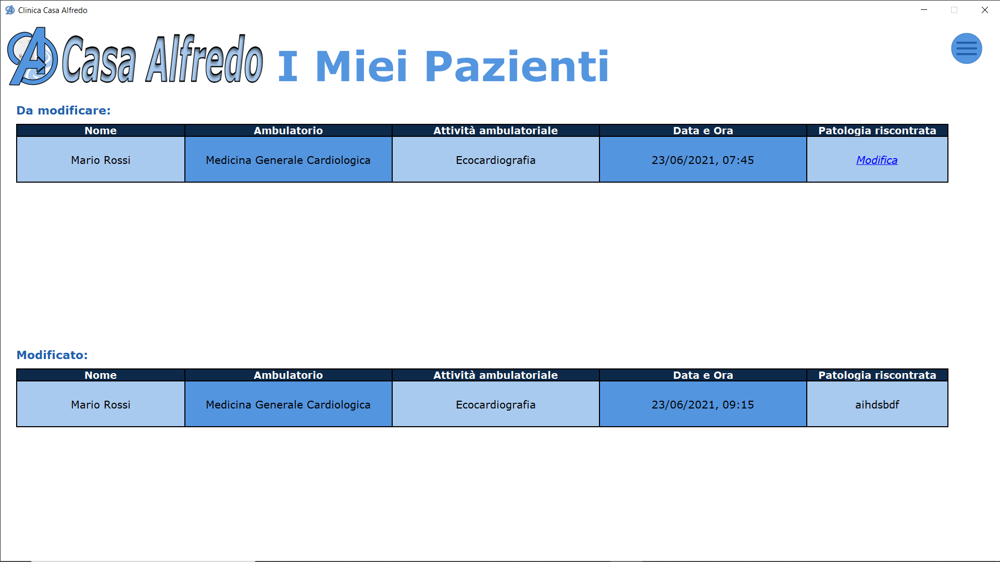 Clinica Casa Alfredo
Casa Alfredo I Miei Pazienti
Da modificare:
Nome Ambulatorio Attività ambulatoriale Data e Ora Patologia riscontrata
Mario Rossi Medicina Generale Cardiologica Ecocardiografia 23/06/2021, 07:45 Modifica
Modificato:
Nome Ambulatorio Attività ambulatoriale Data e Ora Patologia riscontrata
Mario Rossi Medicina Generale Cardiologica Ecocardiografia 23/06/2021, 09:15 aihdsbdf